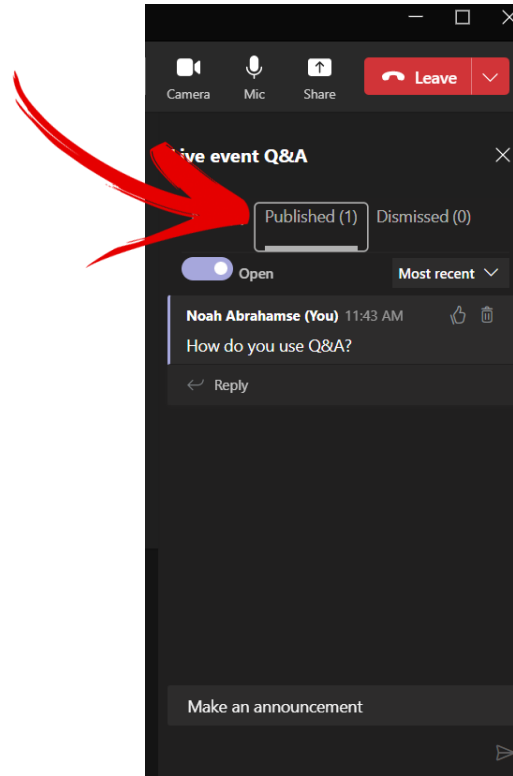 Camera Mic Share Leave
Live event Q&A
Published (1) Dismissed (0)
Open Most recent
Noah Abrahamse (You) 11:43 AM
How do you use Q&A?
Reply
Make an announcement